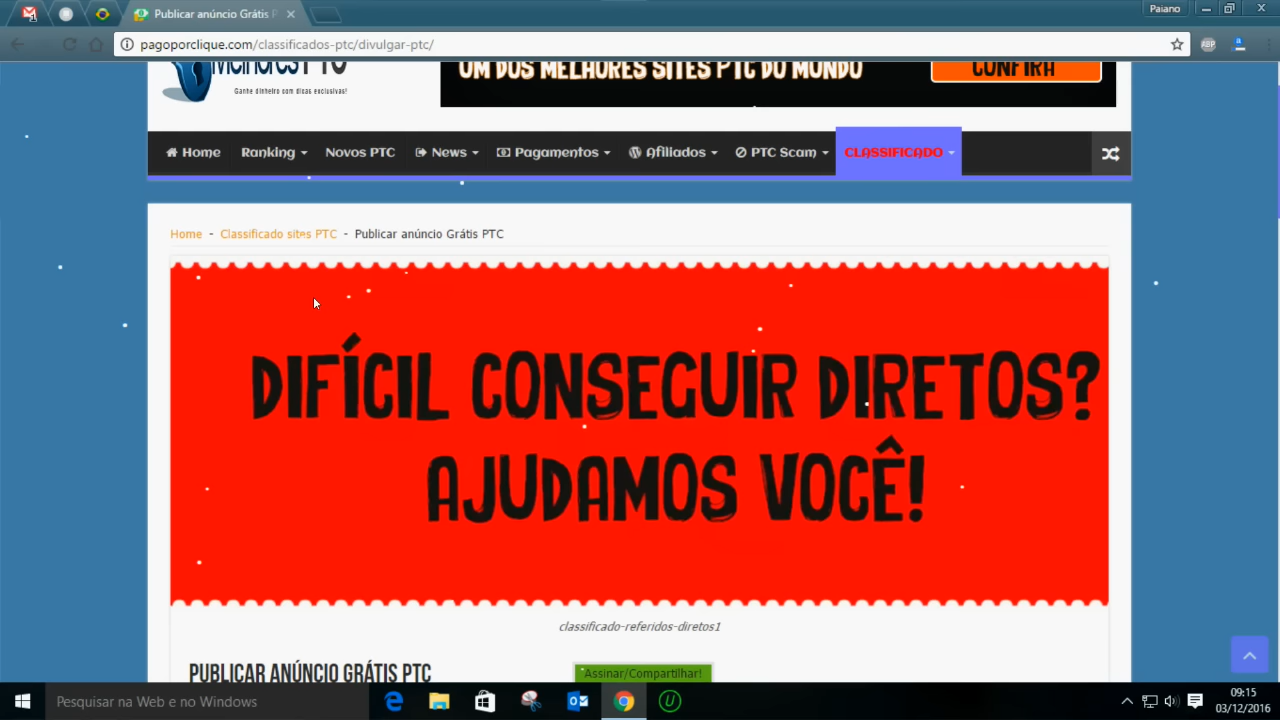 Publicar anúncio Grátis P
Paiano
pagoporclique.com/classificados-ptc/divulgar-ptc/
ABP
Melhores PTC
Ganhe dinheiro com dicas exclusivas!
UM DOS MELHORES SITES PTC DO MUNDO
CONFIRA
Home Ranking Novos PTC News Pagamentos Afiliados PTC Scam CLASSIFICADO
Home - Classificado sites PTC - Publicar anúncio Grátis PTC
DIFÍCIL CONSEGUIR DIRETOS?
AJUDAMOS VOCÊ!
classificado-referidos-diretos1
PUBLICAR ANÚNCIO GRÁTIS PTC
Assinar/Compartilhar!
Pesquisar na Web e no Windows
09:15
03/12/2016